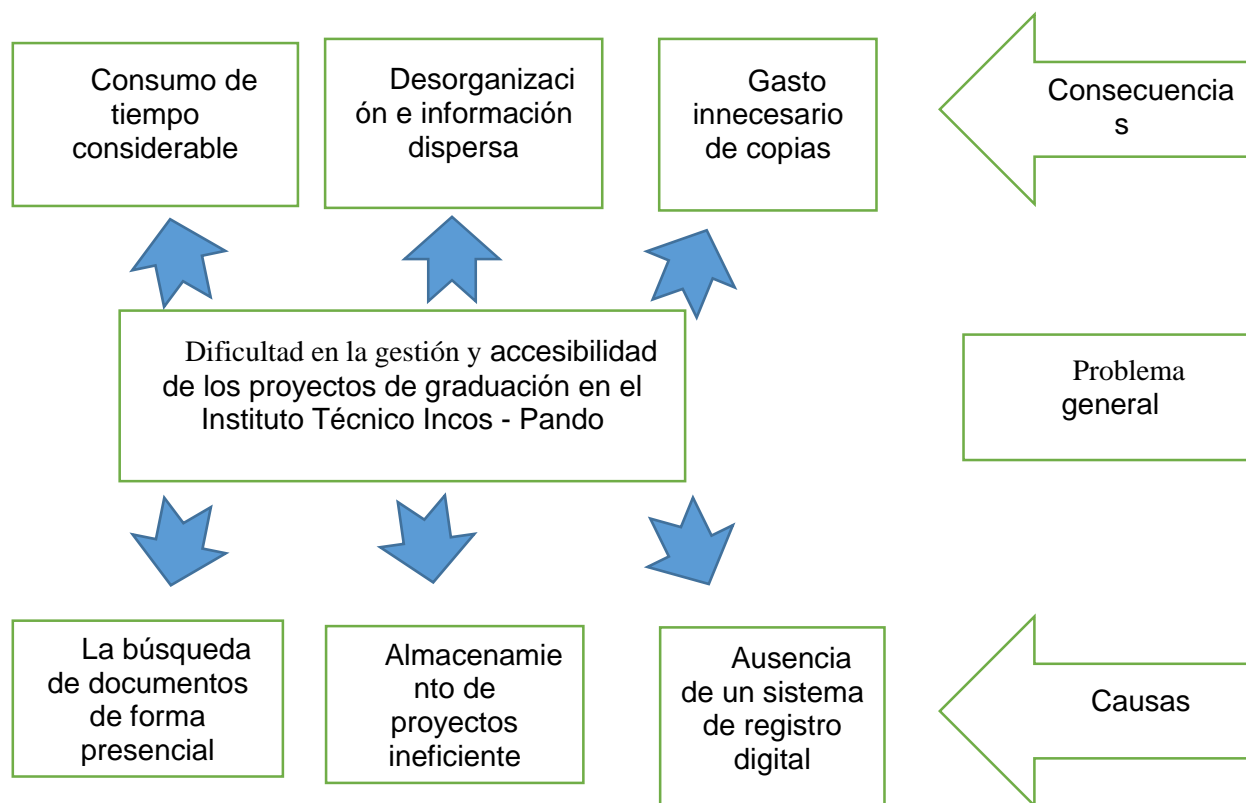 Consumo de
tiempo
considerable
Desorganizaci
ón e información
dispersa
Gasto
innecesario
de copias
Consecuencia
s
Dificultad en la gestión y accesibilidad
de los proyectos de graduación en el
Instituto Técnico Incos - Pando
Problema
general
La búsqueda
de documentos
de forma
presencial
Almacenamie
nto de
proyectos
ineficiente
Ausencia
de un sistema
de registro
digital
Causas